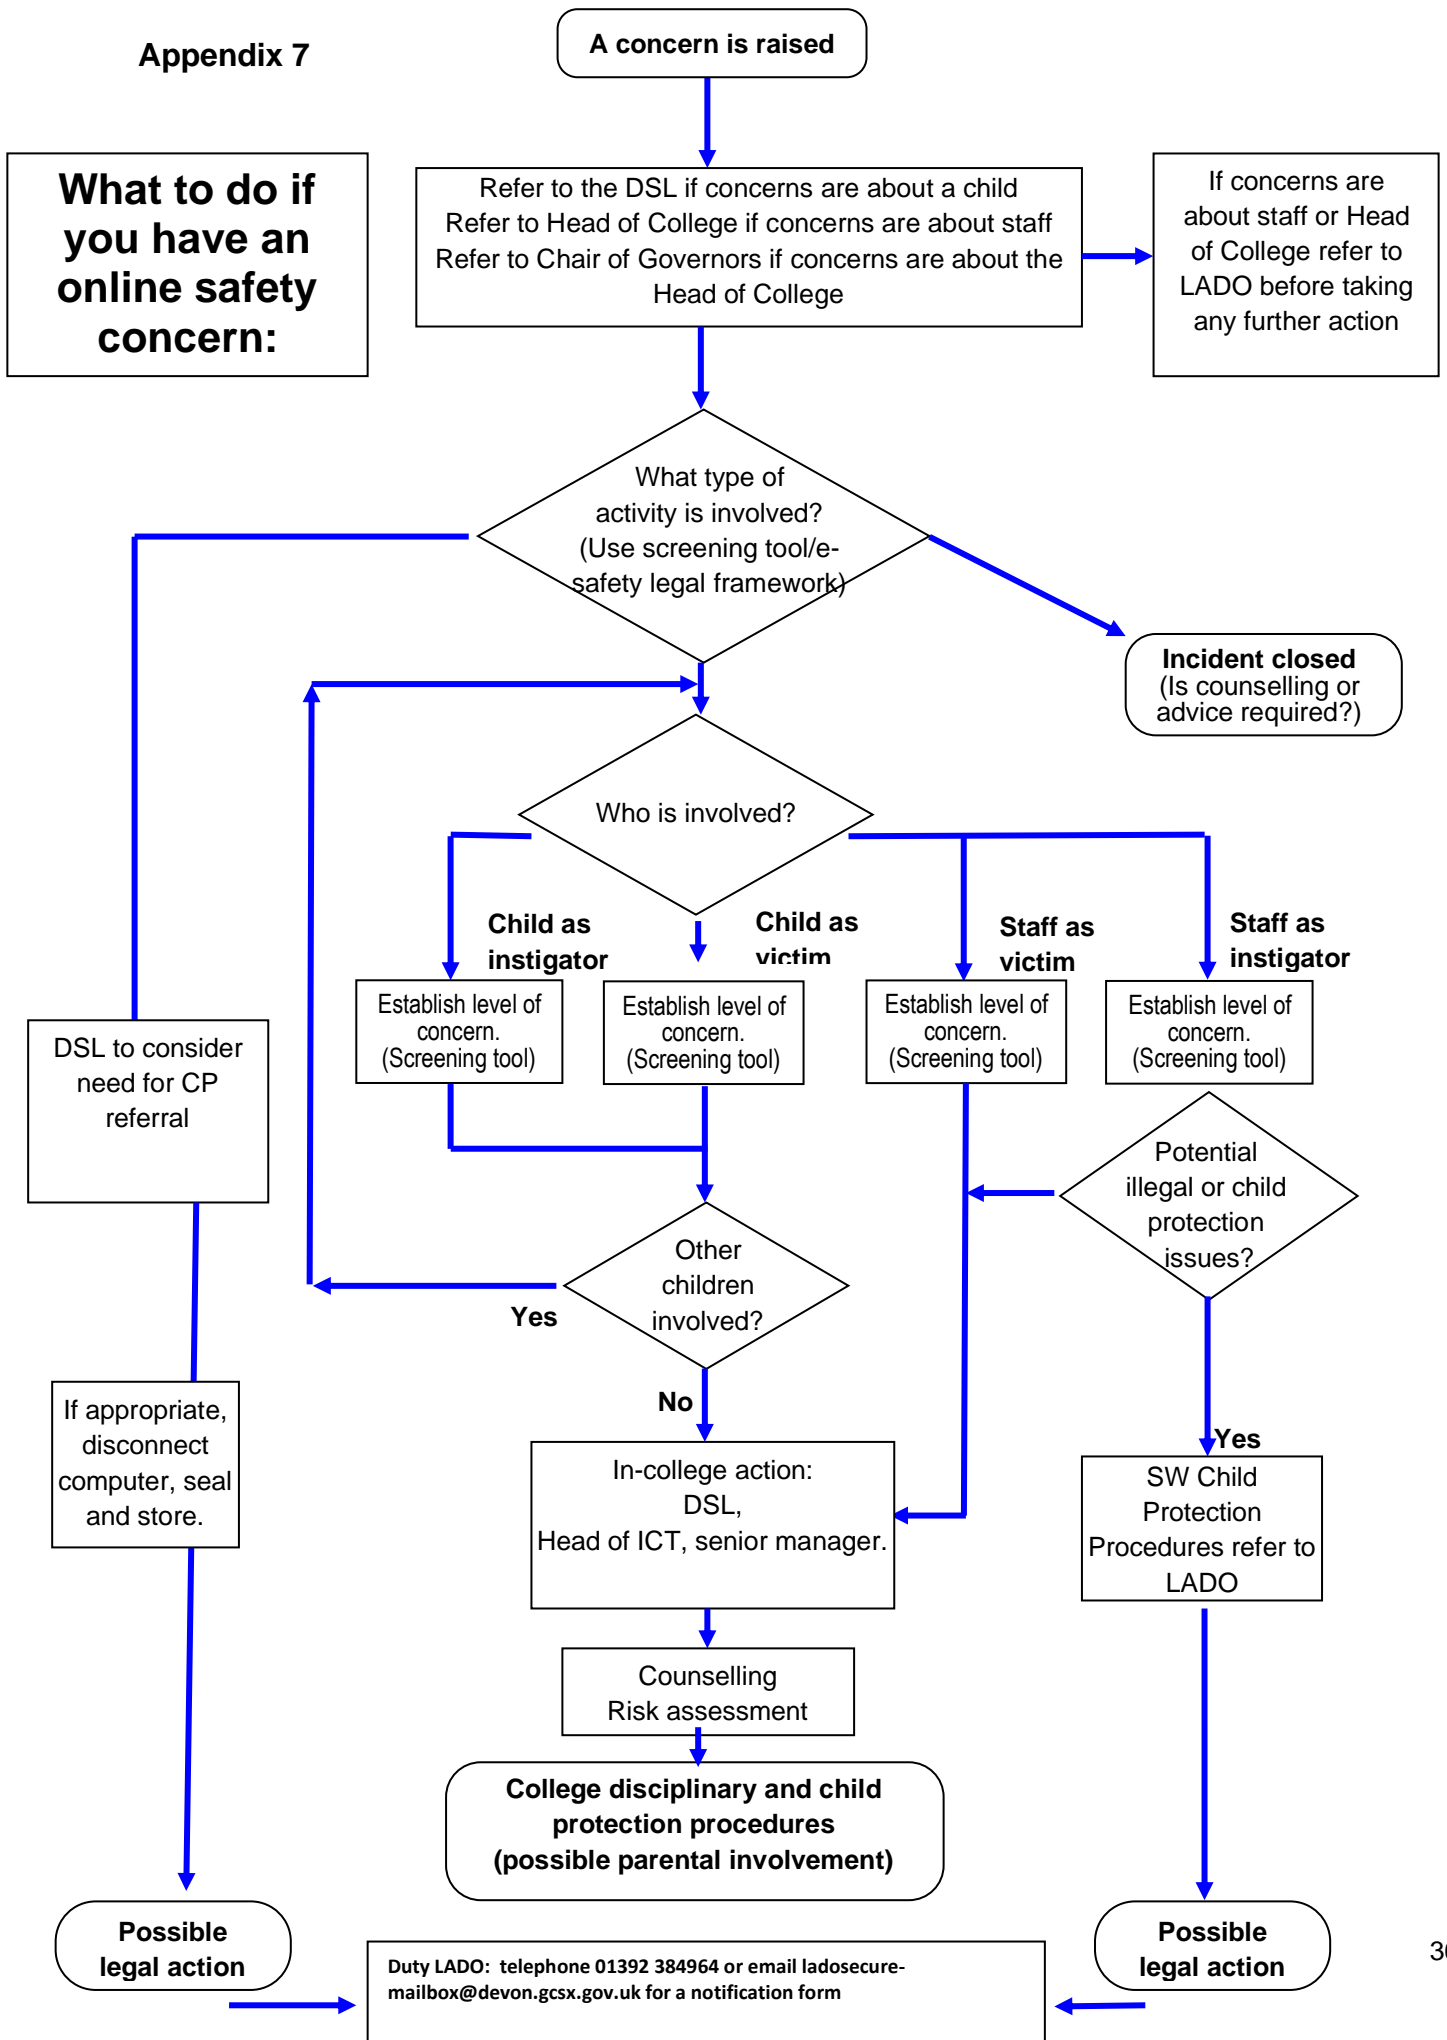 Appendix 7
A concern is raised
What to do if
you have an
online safety
concern:
Refer to the DSL if concerns are about a child
Refer to Head of College if concerns are about staff
Refer to Chair of Governors if concerns are about the
Head of College
If concerns are
about staff or Head
of College refer to
LADO before taking
any further action
What type of
activity is involved?
(Use screening tool/e-
safety legal framework)
Incident closed
(Is counselling or
advice required?)
Who is involved?
Child as
instigator
Child as
victim
Staff as
victim
Staff as
instigator
Establish level of
concern.
(Screening tool)
Establish level of
concern.
(Screening tool)
Establish level of
concern.
(Screening tool)
Establish level of
concern.
(Screening tool)
DSL to consider
need for CP
referral
Potential
illegal or child
protection
issues?
Other
children
involved?
Yes
No
If appropriate,
disconnect
computer, seal
and store.
In-college action:
DSL,
Head of ICT, senior manager.
Yes
SW Child
Protection
Procedures refer to
LADO
Counselling
Risk assessment
College disciplinary and child
protection procedures
(possible parental involvement)
Possible
legal action
Possible
legal action
Duty LADO: telephone 01392 384964 or email ladosecure-
mailbox@devon.gcsx.gov.uk for a notification form